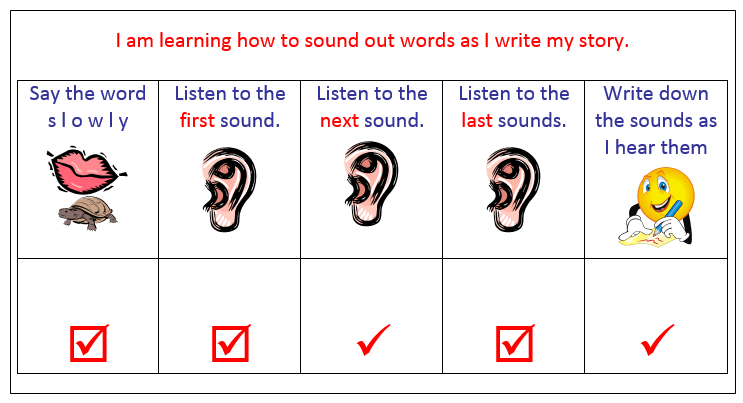 I am learning how to sound out words as I write my story.
Say the word
s l o w l y
Listen to the
first sound.
Listen to the
next sound.
Listen to the
last sounds.
Write down
the sounds as
I hear them